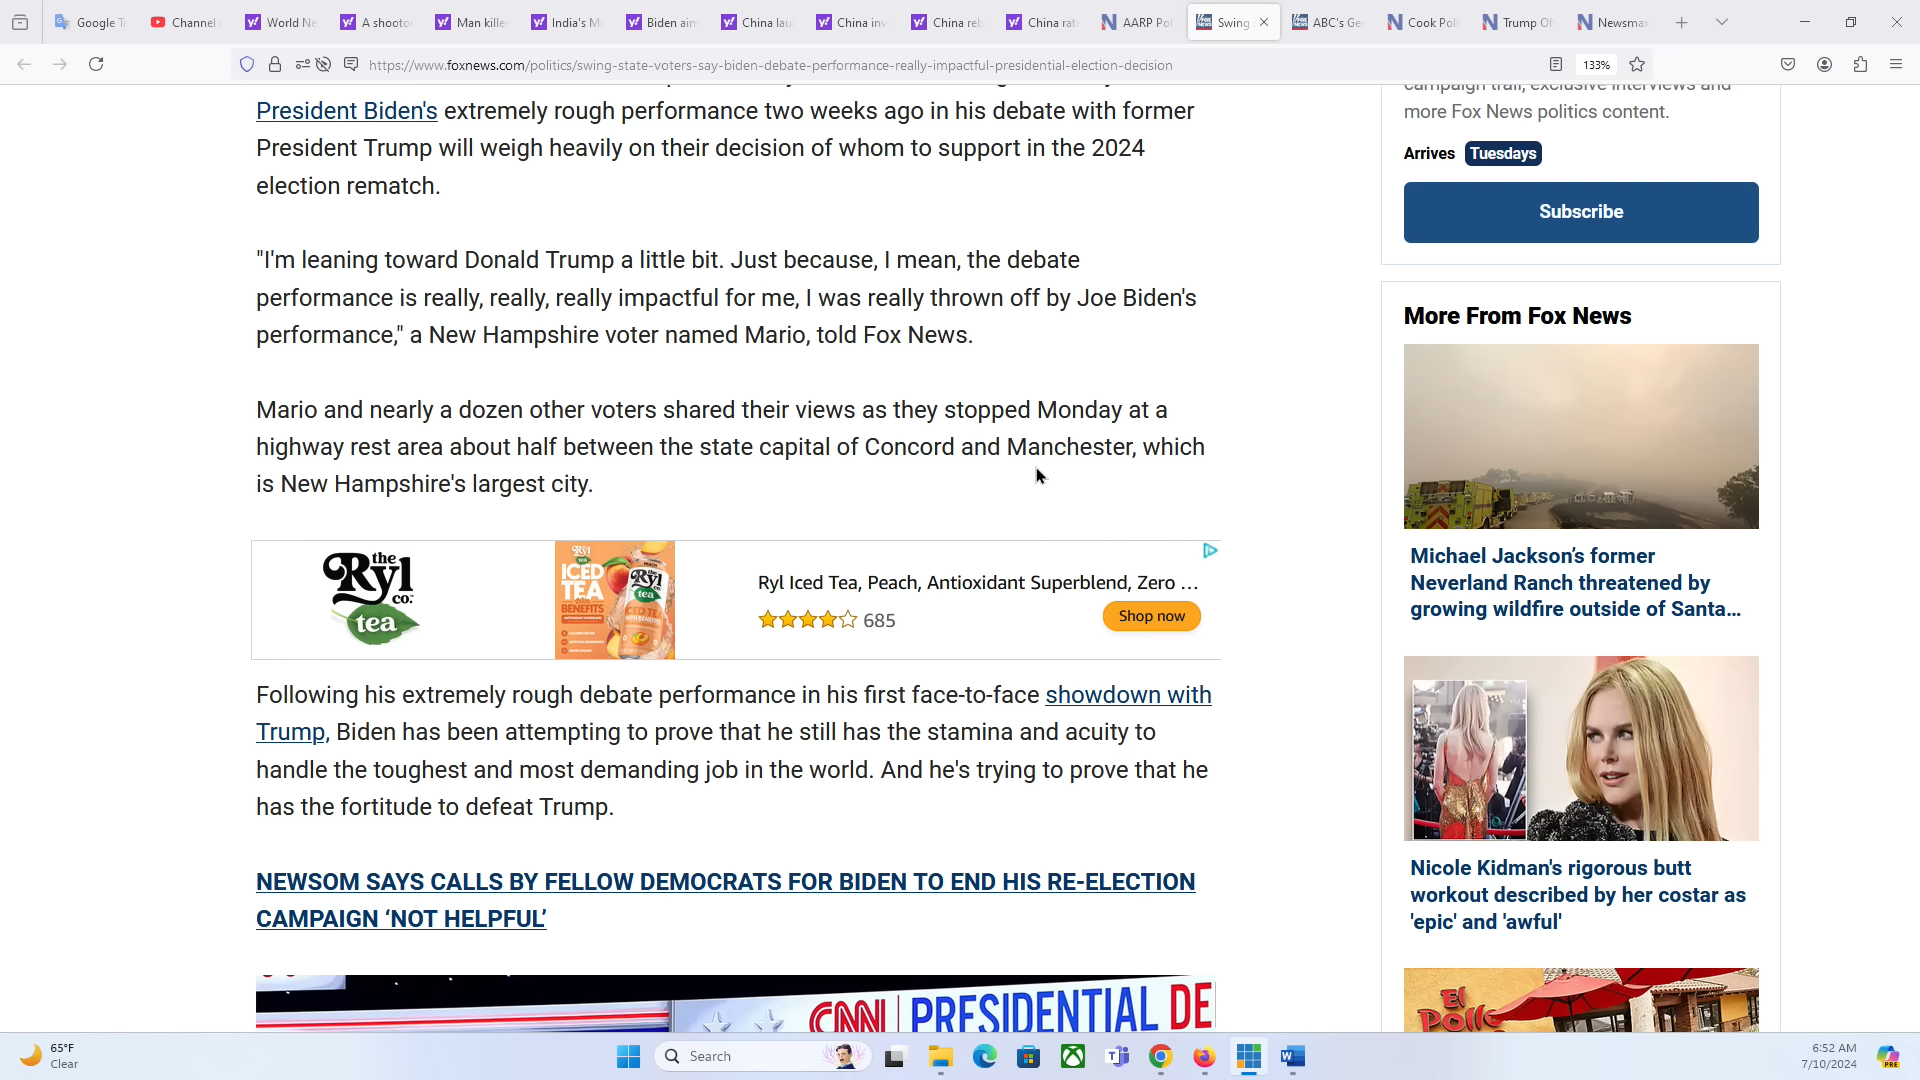 Google Tr
Channel
World Ne
A shooto
Man kille
India's M
Biden aim
China lau
China inv
China reb
China rat
AARP Pol
Swing
ABC's Geo
Cook Poli
Trump Of
Newsma
https://www.foxnews.com/politics/swing-state-voters-say-biden-debate-performance-really-impactful-presidential-election-decision
133%
President Biden's extremely rough performance two weeks ago in his debate with former
President Trump will weigh heavily on their decision of whom to support in the 2024
election rematch.
"I'm leaning toward Donald Trump a little bit. Just because, I mean, the debate
performance is really, really, really impactful for me, I was really thrown off by Joe Biden's
performance," a New Hampshire voter named Mario, told Fox News.
Mario and nearly a dozen other voters shared their views as they stopped Monday at a
highway rest area about half between the state capital of Concord and Manchester, which
is New Hampshire's largest city.
the
Ryl
co.
tea
Ryl
ICED
TEA
BENEFITS
the
Ryl
tea
Ryl Iced Tea, Peach, Antioxidant Superblend, Zero ...
685
Shop now
Following his extremely rough debate performance in his first face-to-face showdown with
Trump, Biden has been attempting to prove that he still has the stamina and acuity to
handle the toughest and most demanding job in the world. And he's trying to prove that he
has the fortitude to defeat Trump.
NEWSOM SAYS CALLS BY FELLOW DEMOCRATS FOR BIDEN TO END HIS RE-ELECTION
CAMPAIGN ‘NOT HELPFUL’
CNN PRESIDENTIAL DE
campaign trail, exclusive interviews and
more Fox News politics content.
Arrives Tuesdays
Subscribe
More From Fox News
Michael Jackson’s former
Neverland Ranch threatened by
growing wildfire outside of Santa...
Nicole Kidman's rigorous butt
workout described by her costar as
'epic' and 'awful'
El
Pollo
65°F
Clear
Search
6:52 AM
7/10/2024
PRE